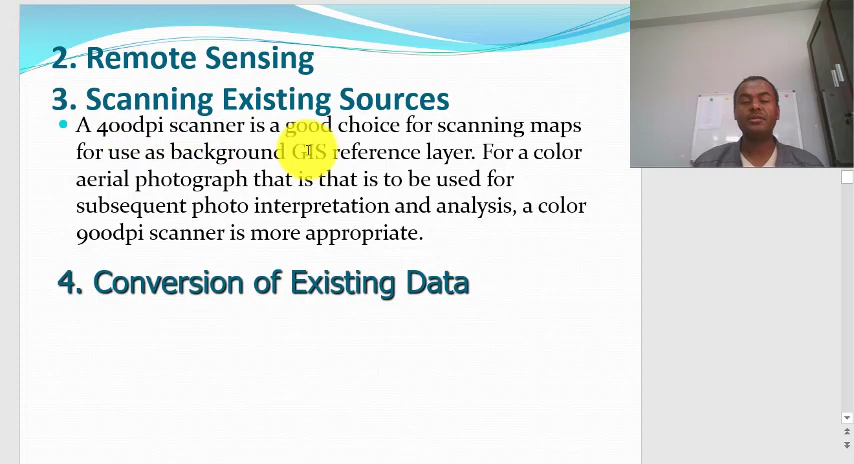 2. Remote Sensing
3. Scanning Existing Sources
A 400dpi scanner is a good choice for scanning maps
for use as background GIS reference layer. For a color
aerial photograph that is that is to be used for
subsequent photo interpretation and analysis, a color
900dpi scanner is more appropriate.
4. Conversion of Existing Data